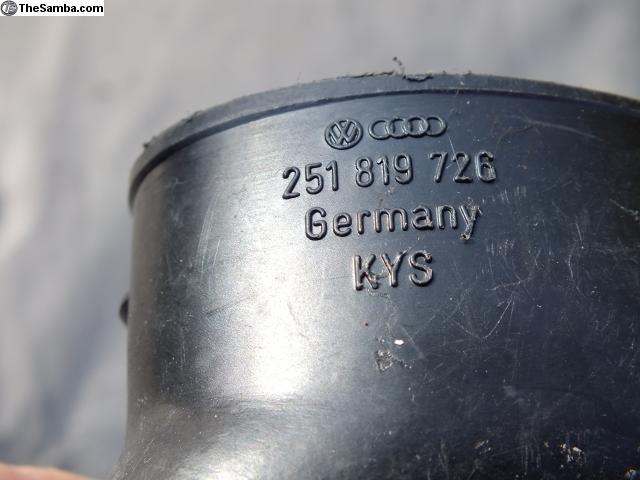 TheSamba.com
251 819 726
Germany
KYS